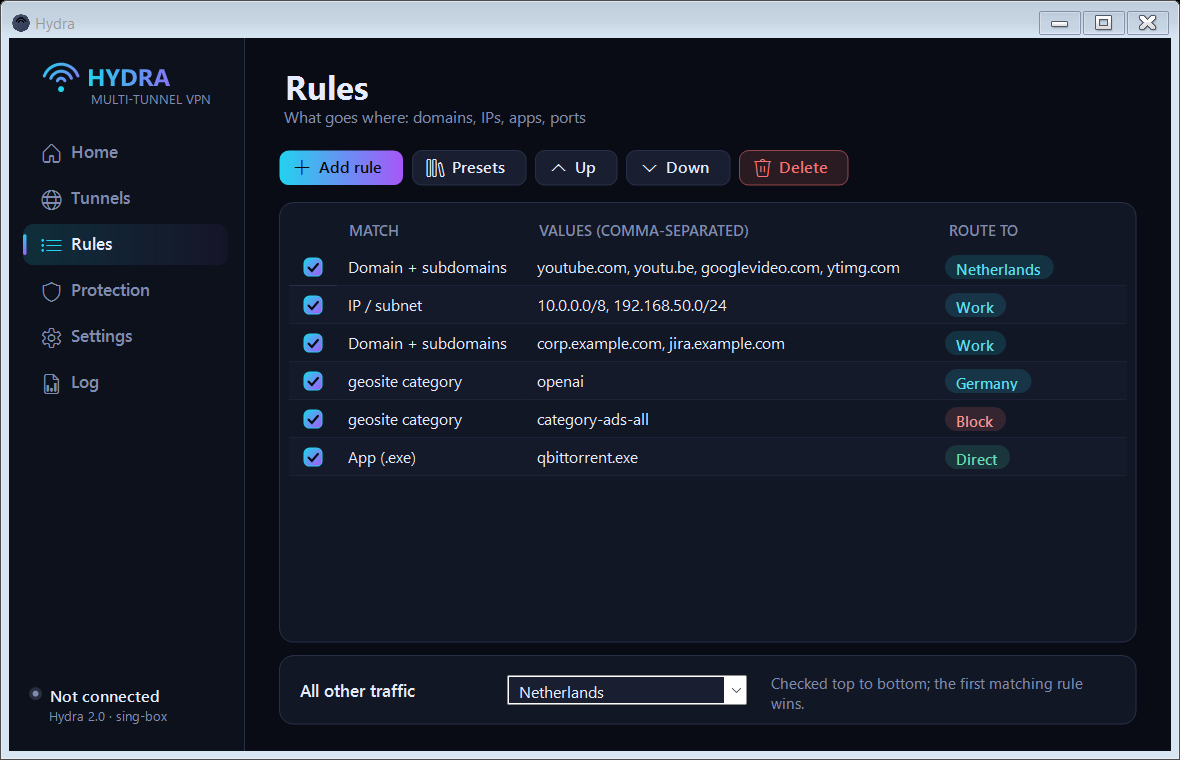 Hydra
HYDRA
MULTI-TUNNEL VPN
Home
Tunnels
Rules
Protection
Settings
Log
Not connected
Hydra 2.0 · sing-box
Rules
What goes where: domains, IPs, apps, ports
Add rule Presets Up Down Delete
MATCH VALUES (COMMA-SEPARATED) ROUTE TO
Domain + subdomains youtube.com, youtu.be, googlevideo.com, ytimg.com Netherlands
IP / subnet 10.0.0.0/8, 192.168.50.0/24 Work
Domain + subdomains corp.example.com, jira.example.com Work
geosite category openai Germany
geosite category category-ads-all Block
App (.exe) qbittorrent.exe Direct
All other traffic Netherlands
Checked top to bottom; the first matching rule
wins.